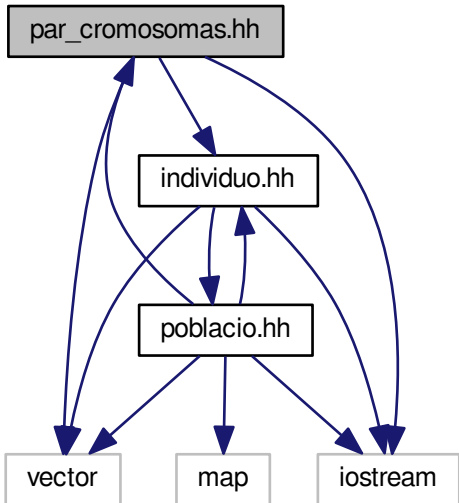 par_cromosomas.hh
individuo.hh
poblacio.hh
vector
map
iostream